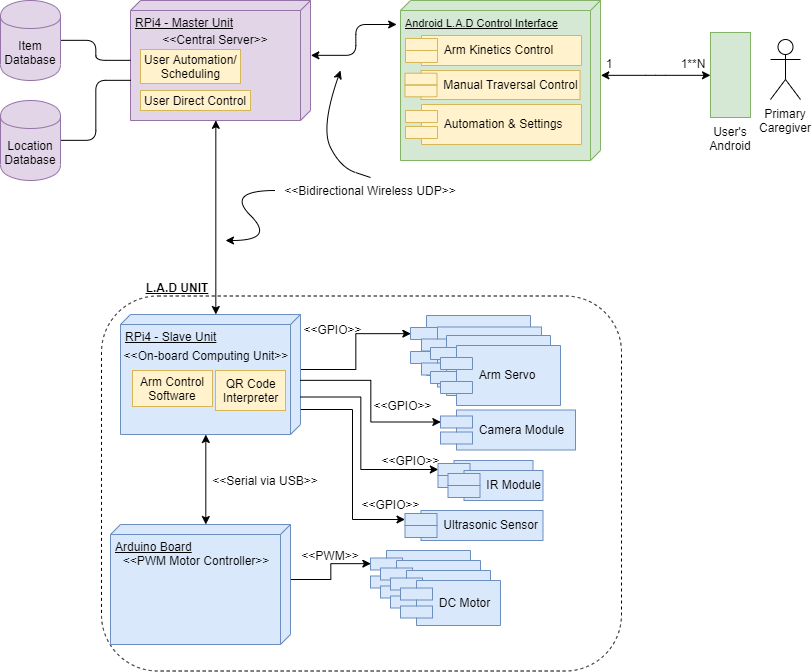 Item
Database
Location
Database
RPi4 - Master Unit
<<Central Server>>
User Automation/
Scheduling
User Direct Control
Android L.A.D Control Interface
Arm Kinetics Control
Manual Traversal Control
Automation & Settings
1
1**N
User's
Android
Primary
Caregiver
<<Bidirectional Wireless UDP>>
L.A.D UNIT
RPi4 - Slave Unit
<<On-board Computing Unit>>
Arm Control
Software
QR Code
Interpreter
<<GPIO>>
Arm Servo
<<GPIO>>
Camera Module
<<GPIO>>
IR Module
<<GPIO>>
Ultrasonic Sensor
<<Serial via USB>>
Arduino Board
<<PWM Motor Controller>>
<<PWM>>
DC Motor